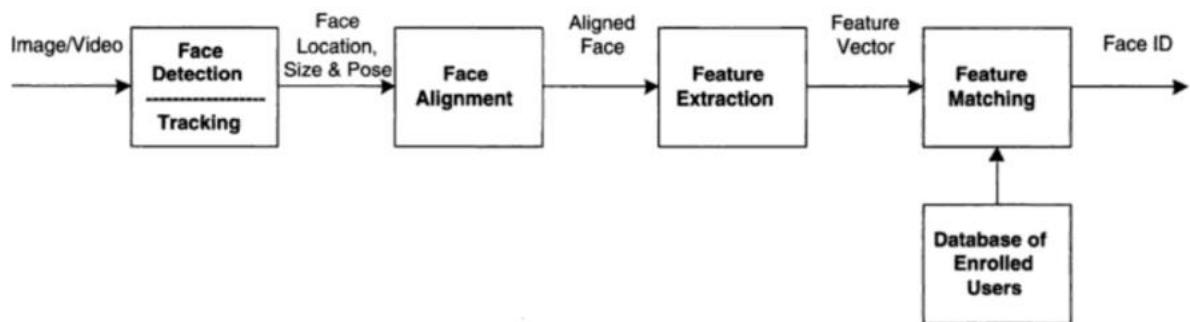 Image/Video
Face
Detection
Tracking
Face
Location,
Size & Pose
Face
Alignment
Aligned
Face
Feature
Extraction
Feature
Vector
Feature
Matching
Face ID
Database of
Enrolled
Users